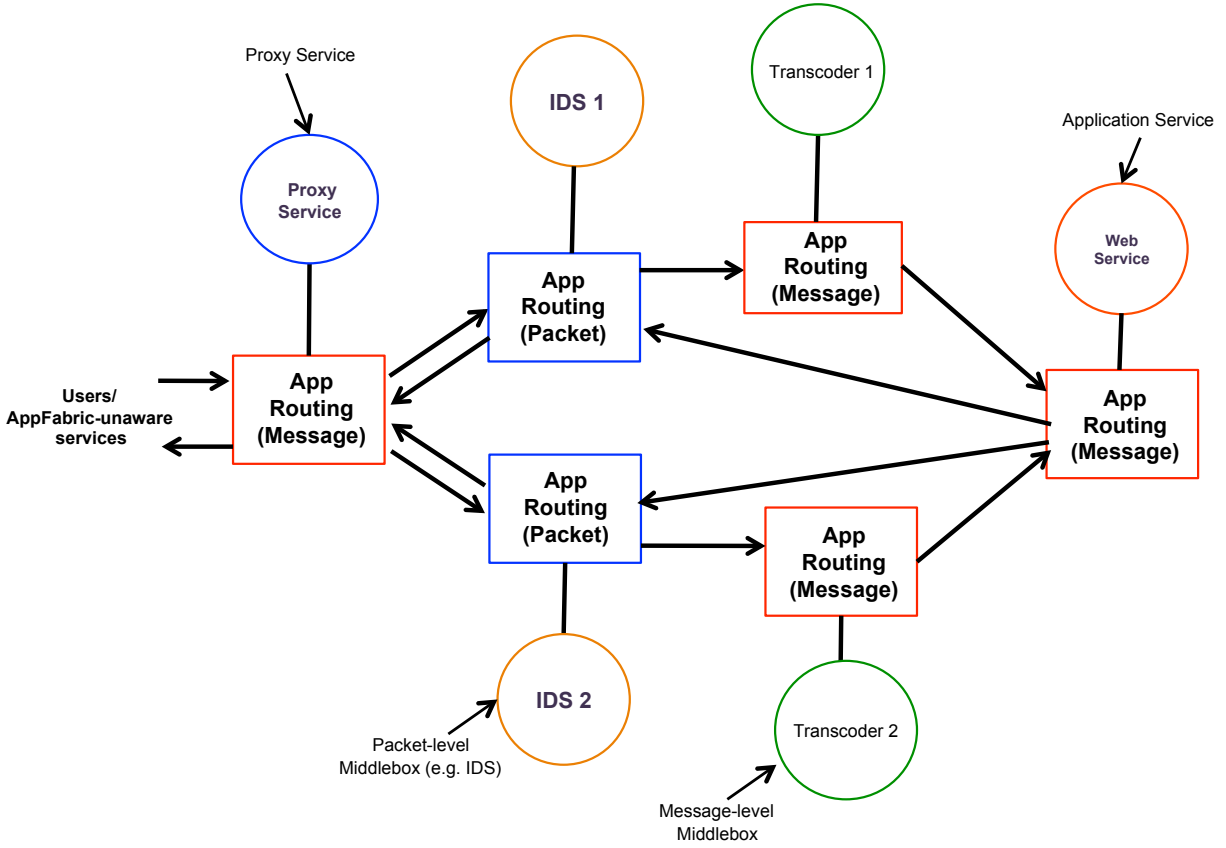 Proxy Service
Proxy
Service
IDS 1
Transcoder 1
Application Service
Web
Service
App
Routing
(Message)
App
Routing
(Packet)
App
Routing
(Message)
Users/
AppFabric-unaware
services
App
Routing
(Message)
App
Routing
(Packet)
App
Routing
(Message)
IDS 2
Transcoder 2
Packet-level
Middlebox (e.g. IDS)
Message-level
Middlebox